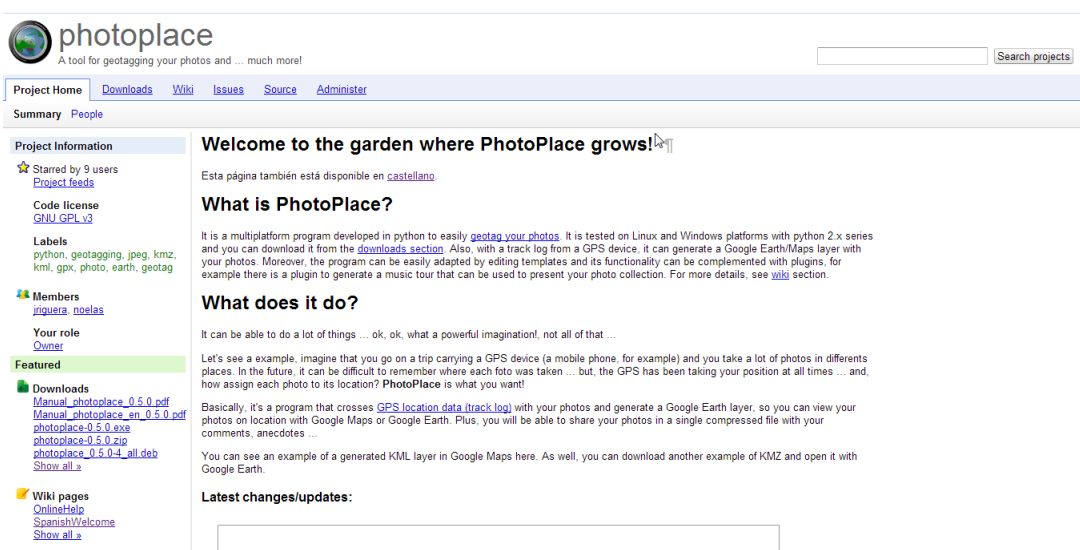 photoplace
A tool for geotagging your photos and ... much more!
Search projects
Project Home Downloads Wiki Issues Source Administer
Summary People
Project Information
Starred by 9 users
Project feeds
Code license
GNU GPL v3
Labels
python, geotagging, jpeg, kmz,
kml, gpx, photo, earth, geotag
Members
jriguera, noelas
Your role
Owner
Featured
Downloads
Manual_photoplace_0.5.0.pdf
Manual_photoplace_en_0.5.0.pdf
photoplace-0.5.0.exe
photoplace-0.5.0.zip
photoplace_0.5.0-4_all.deb
Show all »
Wiki pages
OnlineHelp
SpanishWelcome
Show all »
Welcome to the garden where PhotoPlace grows!¶
Esta página también está disponible en castellano.
What is PhotoPlace?
It is a multiplatform program developed in python to easily geotag your photos. It is tested on Linux and Windows platforms with python 2.x series
and you can download it from the downloads section. Also, with a track log from a GPS device, it can generate a Google Earth/Maps layer with
your photos. Moreover, the program can be easily adapted by editing templates and its functionality can be complemented with plugins, for
example there is a plugin to generate a music tour that can be used to present your photo collection. For more details, see wiki section.
What does it do?
It can be able to do a lot of things ... ok, ok, what a powerful imagination!, not all of that ...
Let's see a example, imagine that you go on a trip carrying a GPS device (a mobile phone, for example) and you take a lot of photos in differents
places. In the future, it can be difficult to remember where each foto was taken ... but, the GPS has been taking your position at all times ... and,
how assign each photo to its location? PhotoPlace is what you want!
Basically, it's a program that crosses GPS location data (track log) with your photos and generate a Google Earth layer, so you can view your
photos on location with Google Maps or Google Earth. Plus, you will be able to share your photos in a single compressed file with your
comments, anecdotes ...
You can see an example of a generated KML layer in Google Maps here. As well, you can download another example of KMZ and open it with
Google Earth.
Latest changes/updates: